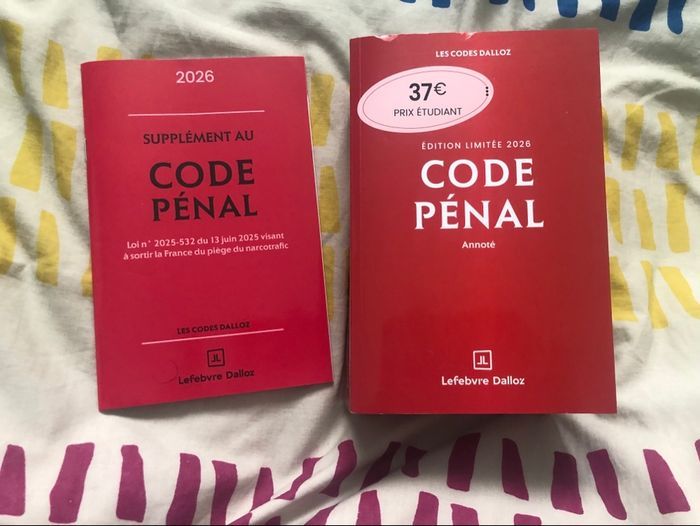 2026
SUPPLÉMENT AU
CODE
PÉNAL
Loi n° 2025-532 du 13 juin 2025 visant
à sortir la France du piège du narcotrafic
LES CODES DALLOZ
Lefebvre Dalloz
LES CODES DALLOZ
37€
PRIX ÉTUDIANT
ÉDITION LIMITÉE 2026
CODE
PÉNAL
Annoté
Lefebvre Dalloz